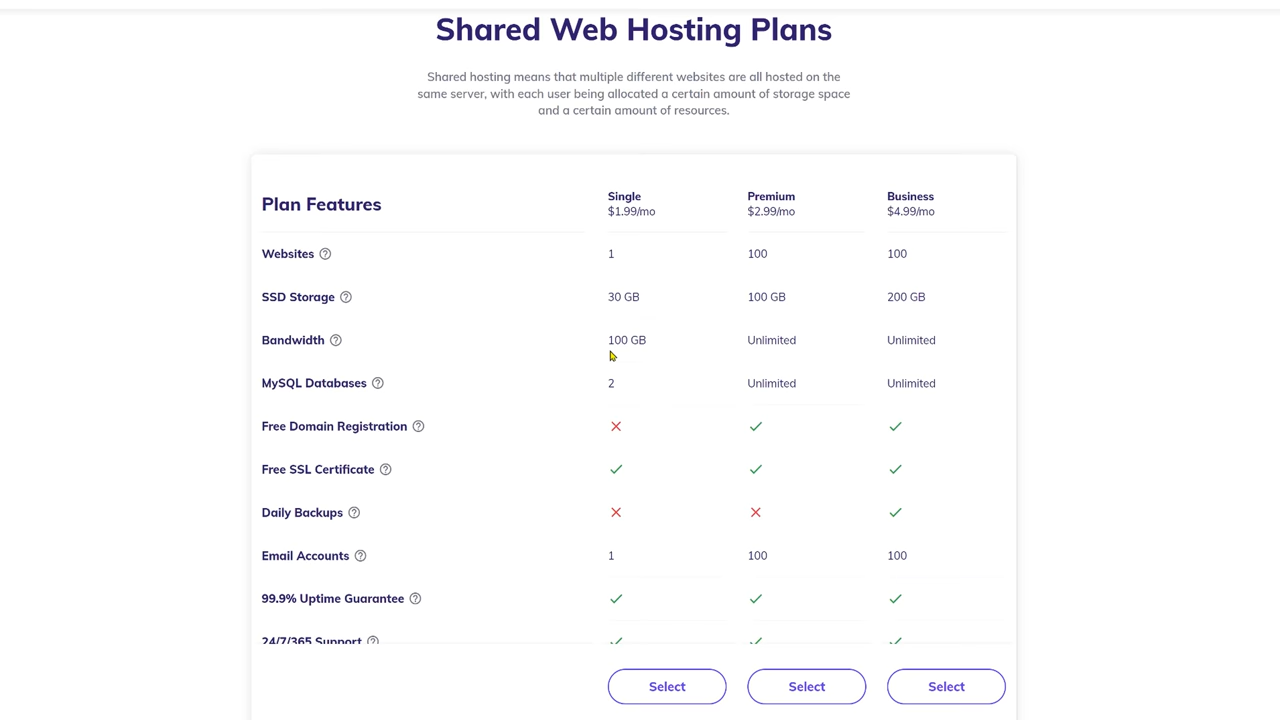 Shared Web Hosting Plans
Shared hosting means that multiple different websites are all hosted on the
same server, with each user being allocated a certain amount of storage space
and a certain amount of resources.
Plan Features
Single Premium Business
$1.99/mo $2.99/mo $4.99/mo
Websites 1 100 100
SSD Storage 30 GB 100 GB 200 GB
Bandwidth 100 GB Unlimited Unlimited
MySQL Databases 2 Unlimited Unlimited
Free Domain Registration
Free SSL Certificate
Daily Backups
Email Accounts 1 100 100
99.9% Uptime Guarantee
24/7/365 Support
Select Select Select